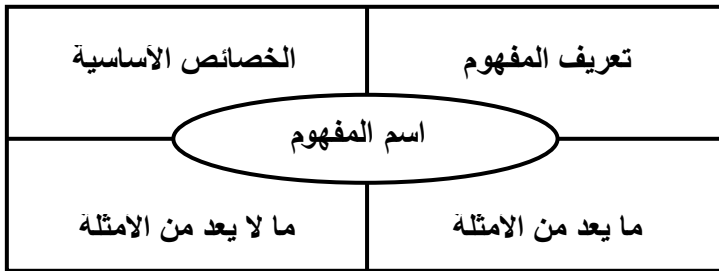 تعريف المفهوم
الخصائص الأساسية
اسم المفهوم
ما يعد من الامثلة
ما لا يعد من الامثلة